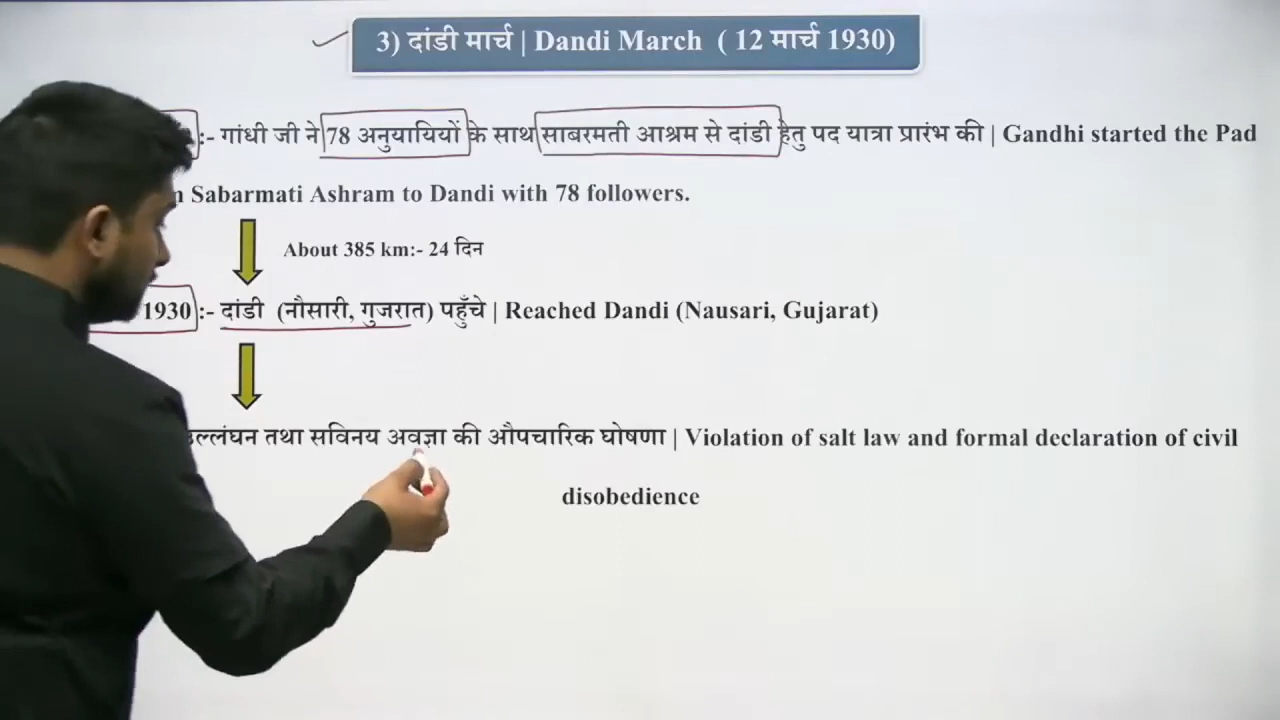 3) दांडी मार्च | Dandi March ( 12 मार्च 1930)
:- गांधी जी ने 78 अनुयायियों के साथ साबरमती आश्रम से दांडी हेतु पद यात्रा प्रारंभ की | Gandhi started the Pad
Sabarmati Ashram to Dandi with 78 followers.
About 385 km:- 24 दिन
1930 :- दांडी (नौसारी, गुजरात) पहुँचे | Reached Dandi (Nausari, Gujarat)
तथा सविनय अवज्ञा की औपचारिक घोषणा | Violation of salt law and formal declaration of civil
disobedience